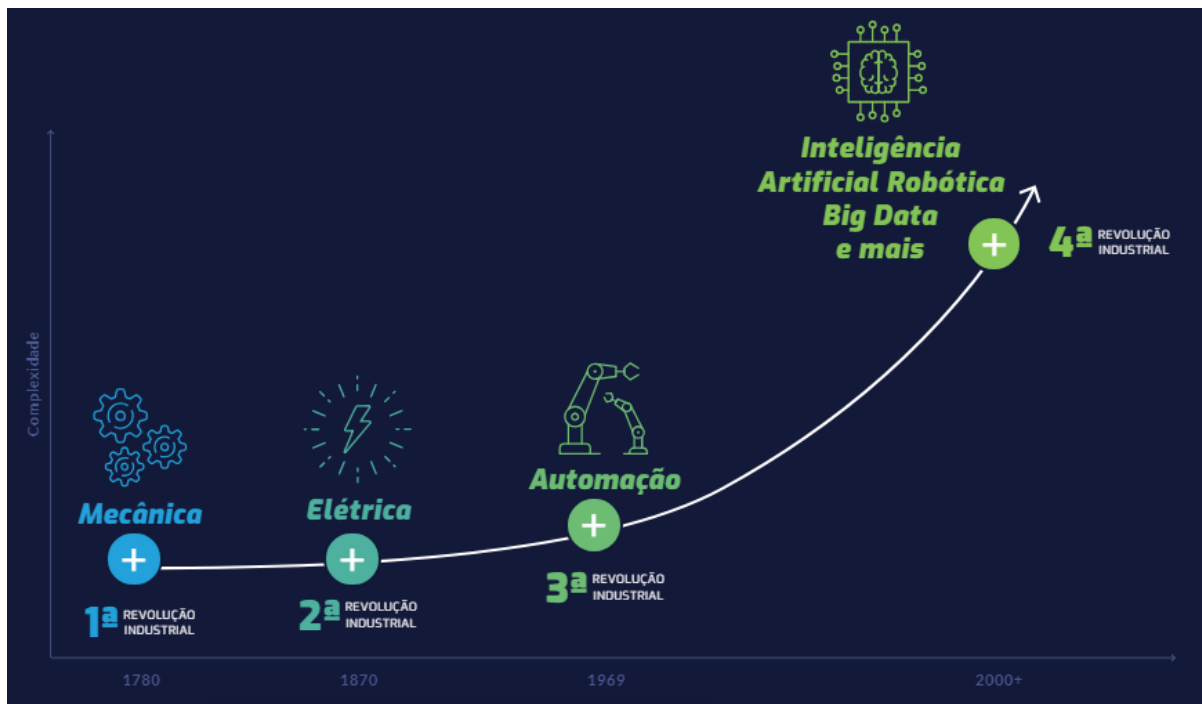 Inteligência
Artificial Robótica
Big Data
e mais
4ª REVOLUÇÃO
INDUSTRIAL
Complexidade
Mecânica
Elétrica
Automação
1ª REVOLUÇÃO
INDUSTRIAL
2ª REVOLUÇÃO
INDUSTRIAL
3ª REVOLUÇÃO
INDUSTRIAL
1780
1870
1969
2000+